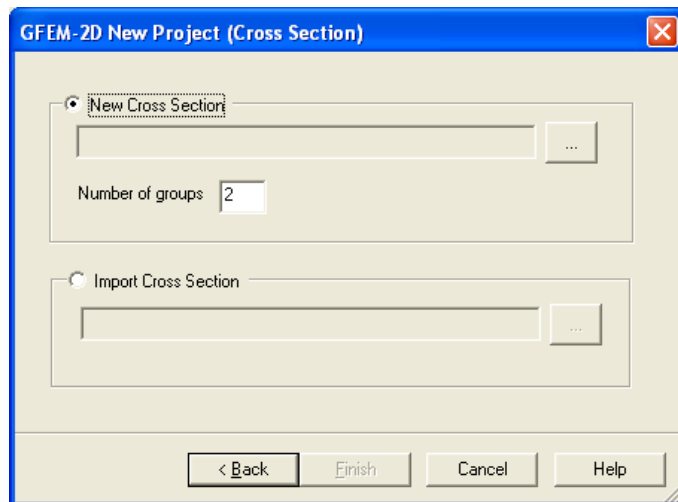 GFEM-2D New Project (Cross Section)
New Cross Section
...
Number of groups 2
Import Cross Section
...
< Back Finish Cancel Help